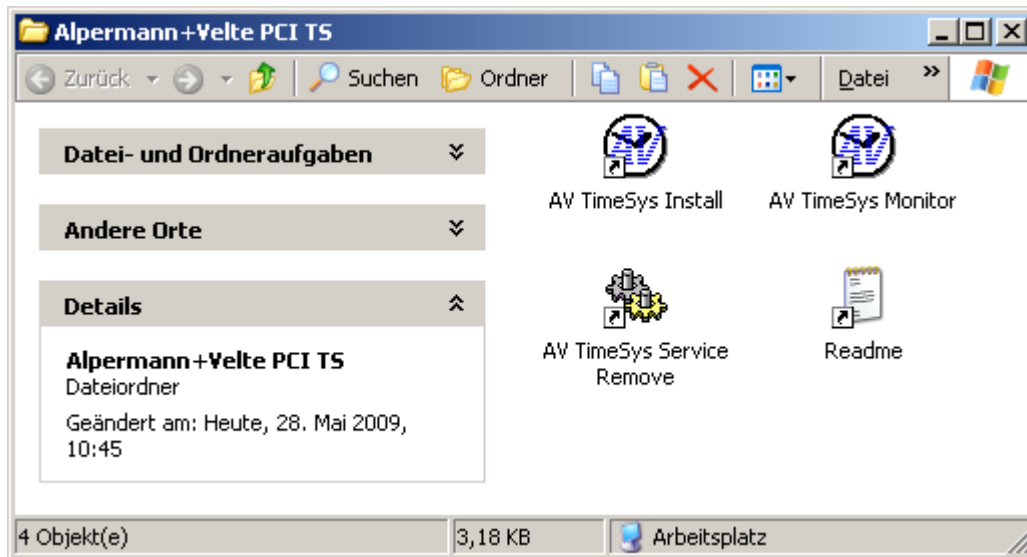 Alpermann+Velte PCI TS
Zurück Suchen Ordner Datei »
Datei- und Ordneraufgaben
Andere Orte
Details
Alpermann+Velte PCI TS
Dateiordner
Geändert am: Heute, 28. Mai 2009,
10:45
AV TimeSys Install
AV TimeSys Monitor
AV TimeSys Service
Remove
Readme
4 Objekt(e)
3,18 KB
Arbeitsplatz